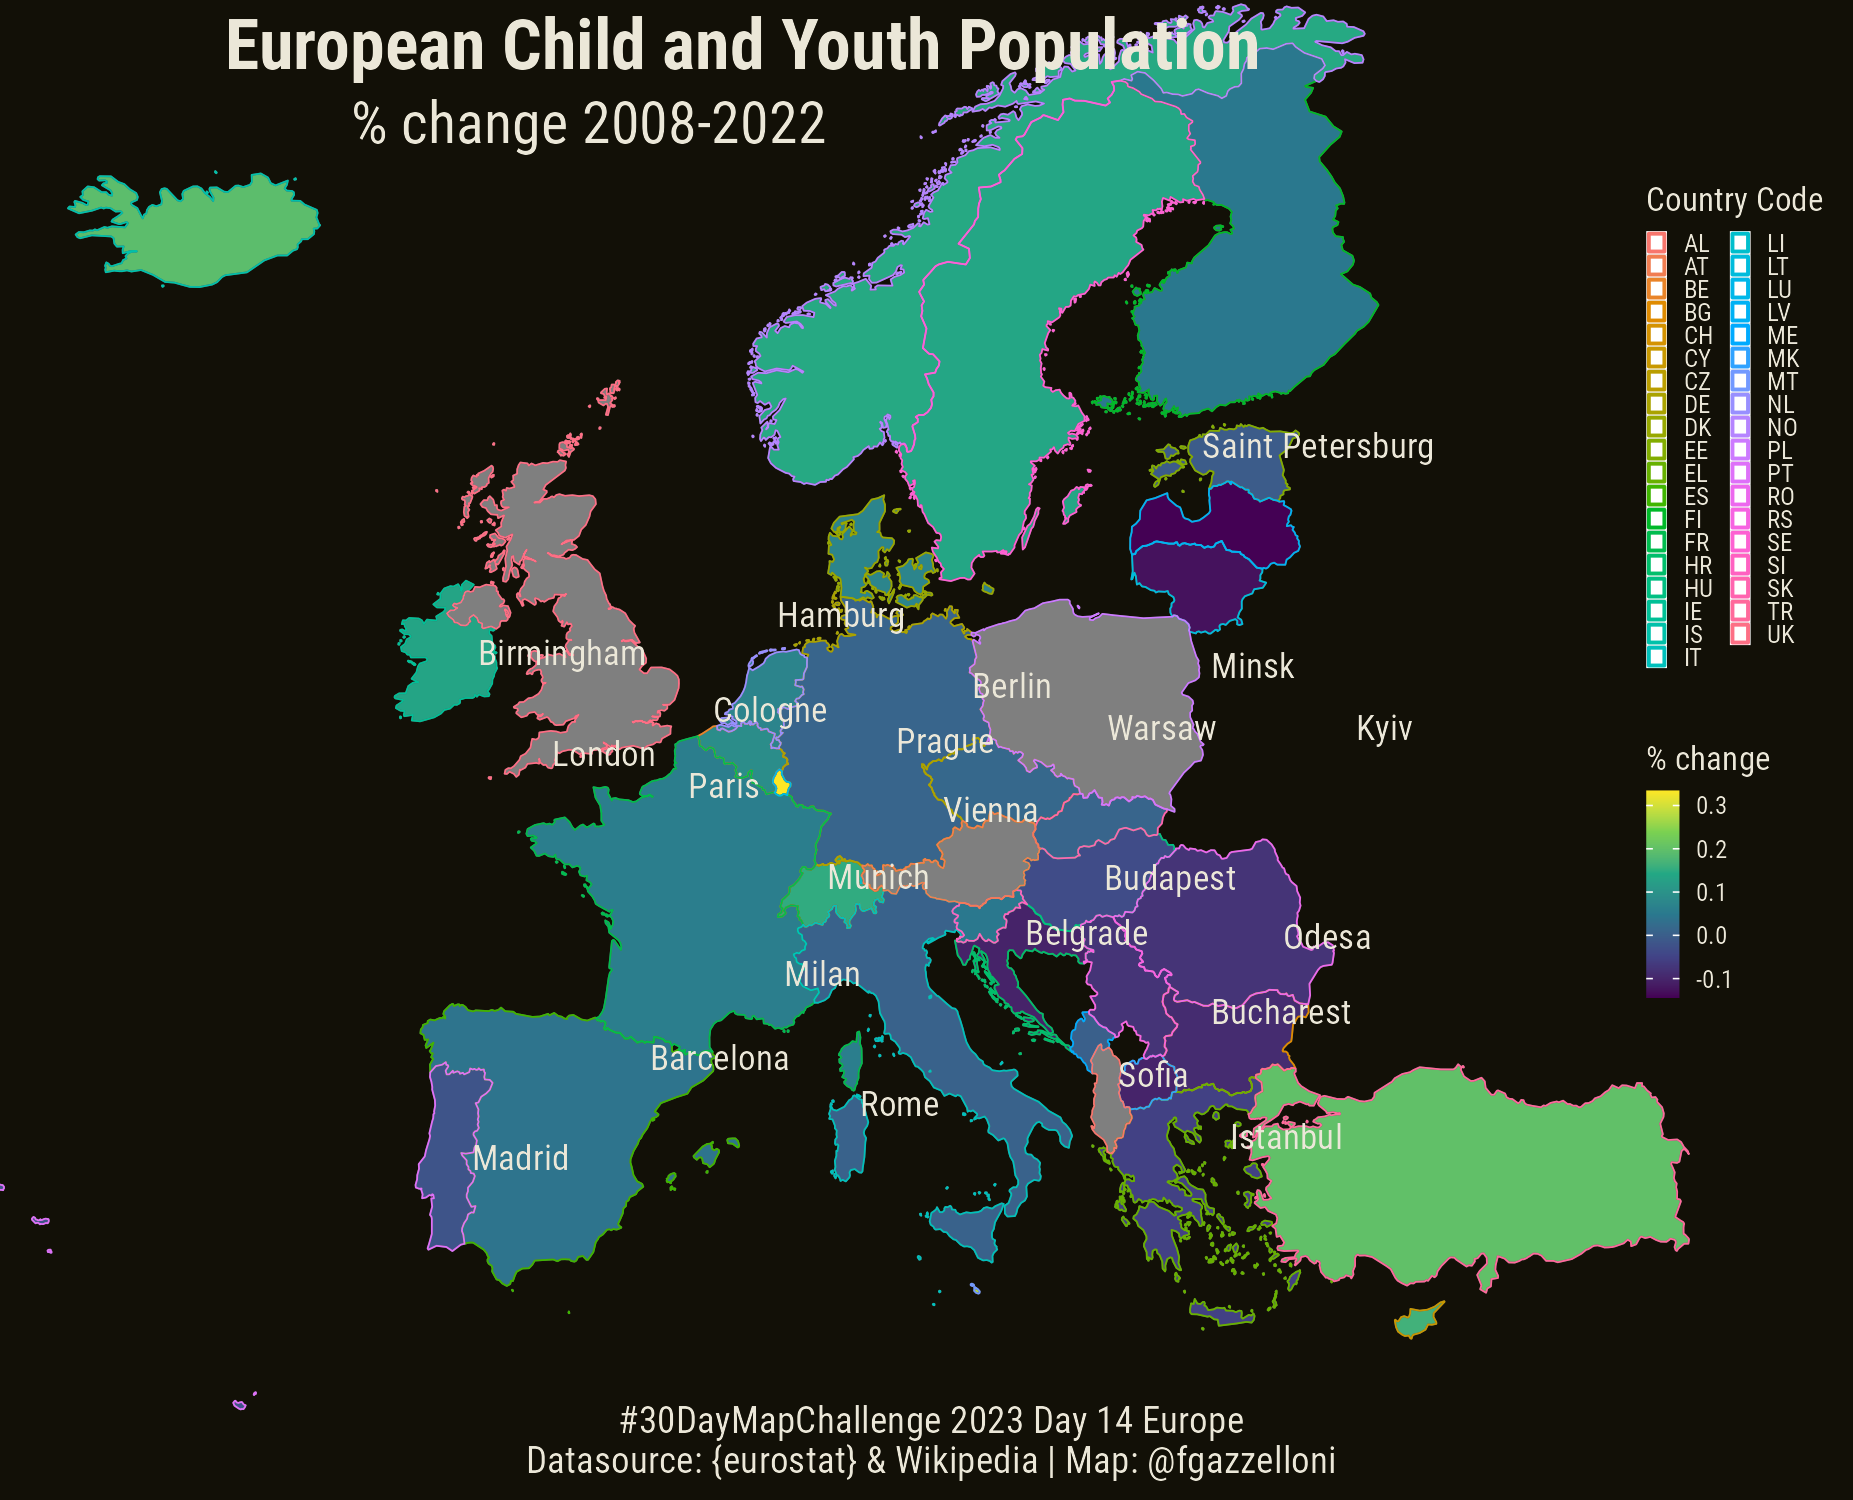 European Child and Youth Population
% change 2008-2022
Country Code
AL
AT
BE
BG
CH
CY
CZ
DE
DK
EE
EL
ES
FI
FR
HR
HU
IE
IS
IT
LI
LT
LU
LV
ME
MK
MT
NL
NO
PL
PT
RO
RS
SE
SI
SK
TR
UK
Saint Petersburg
Hamburg
Birmingham
Minsk
Berlin
Cologne
Warsaw
Kyiv
Prague
London
Paris
Vienna
Munich
Budapest
Belgrade
Odesa
Milan
Bucharest
Barcelona
Sofia
Rome
Istanbul
Madrid
% change
0.3
0.2
0.1
0.0
-0.1
#30DayMapChallenge 2023 Day 14 Europe
Datasource: {eurostat} & Wikipedia | Map: @fgazzelloni